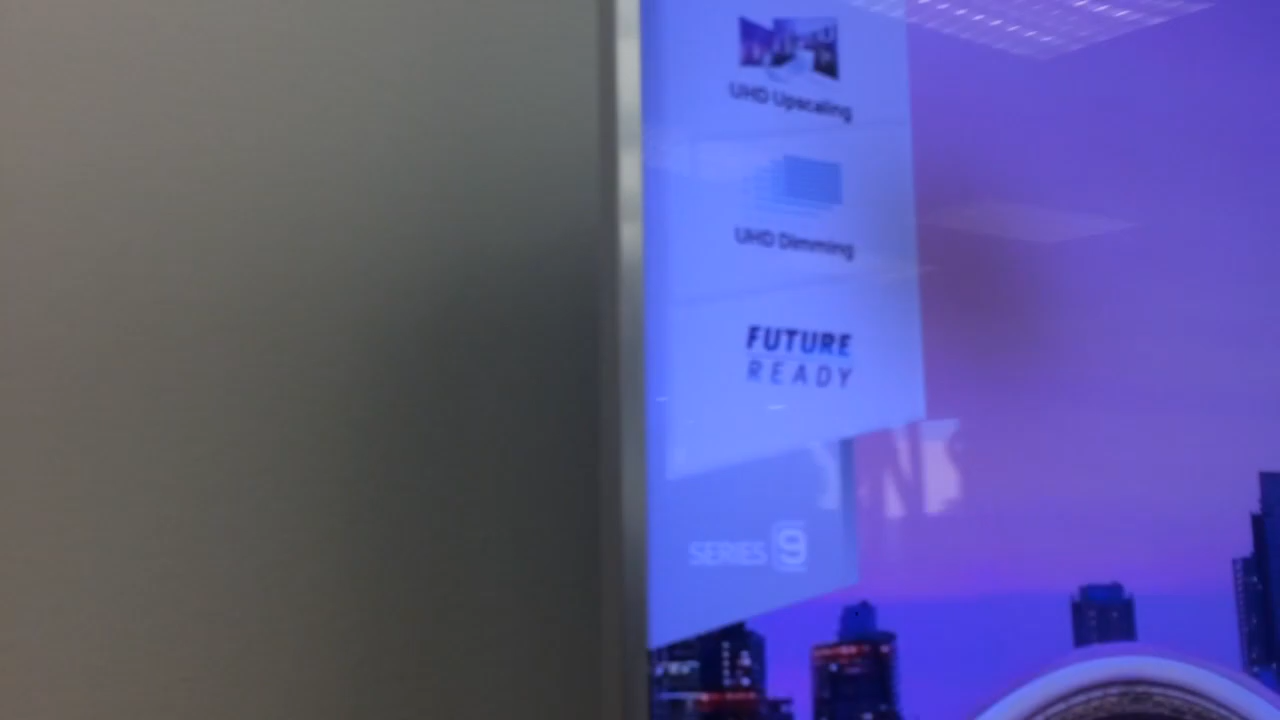 UHD Upscaling
UHD Dimming
FUTURE
READY
SERIES 9